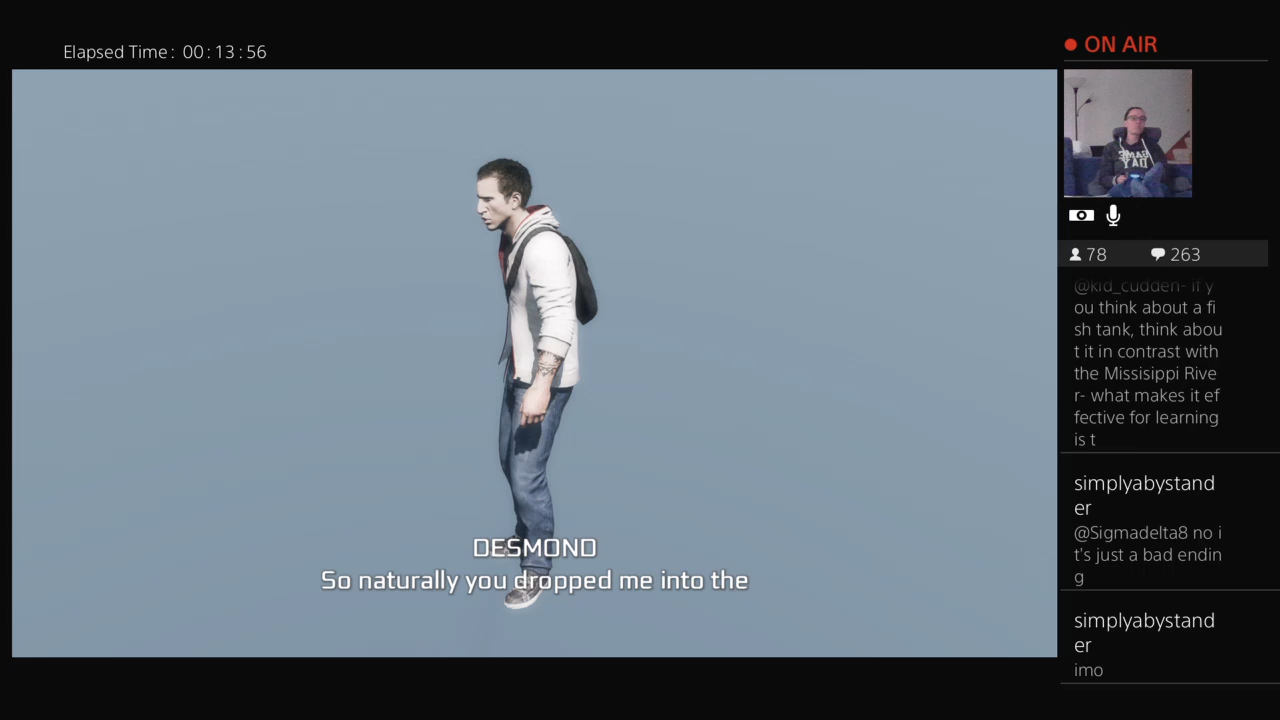 Elapsed Time: 00:13:56
ON AIR
GAME
DAY
78 263
@kid_cudden- if y
ou think about a fi
sh tank, think abou
t it in contrast with
the Missisippi Rive
r- what makes it ef
fective for learning
is t
simplyabystand
er
@Sigmadelta8 no i
t's just a bad endin
g
simplyabystand
er
imo
DESMOND
So naturally you dropped me into the